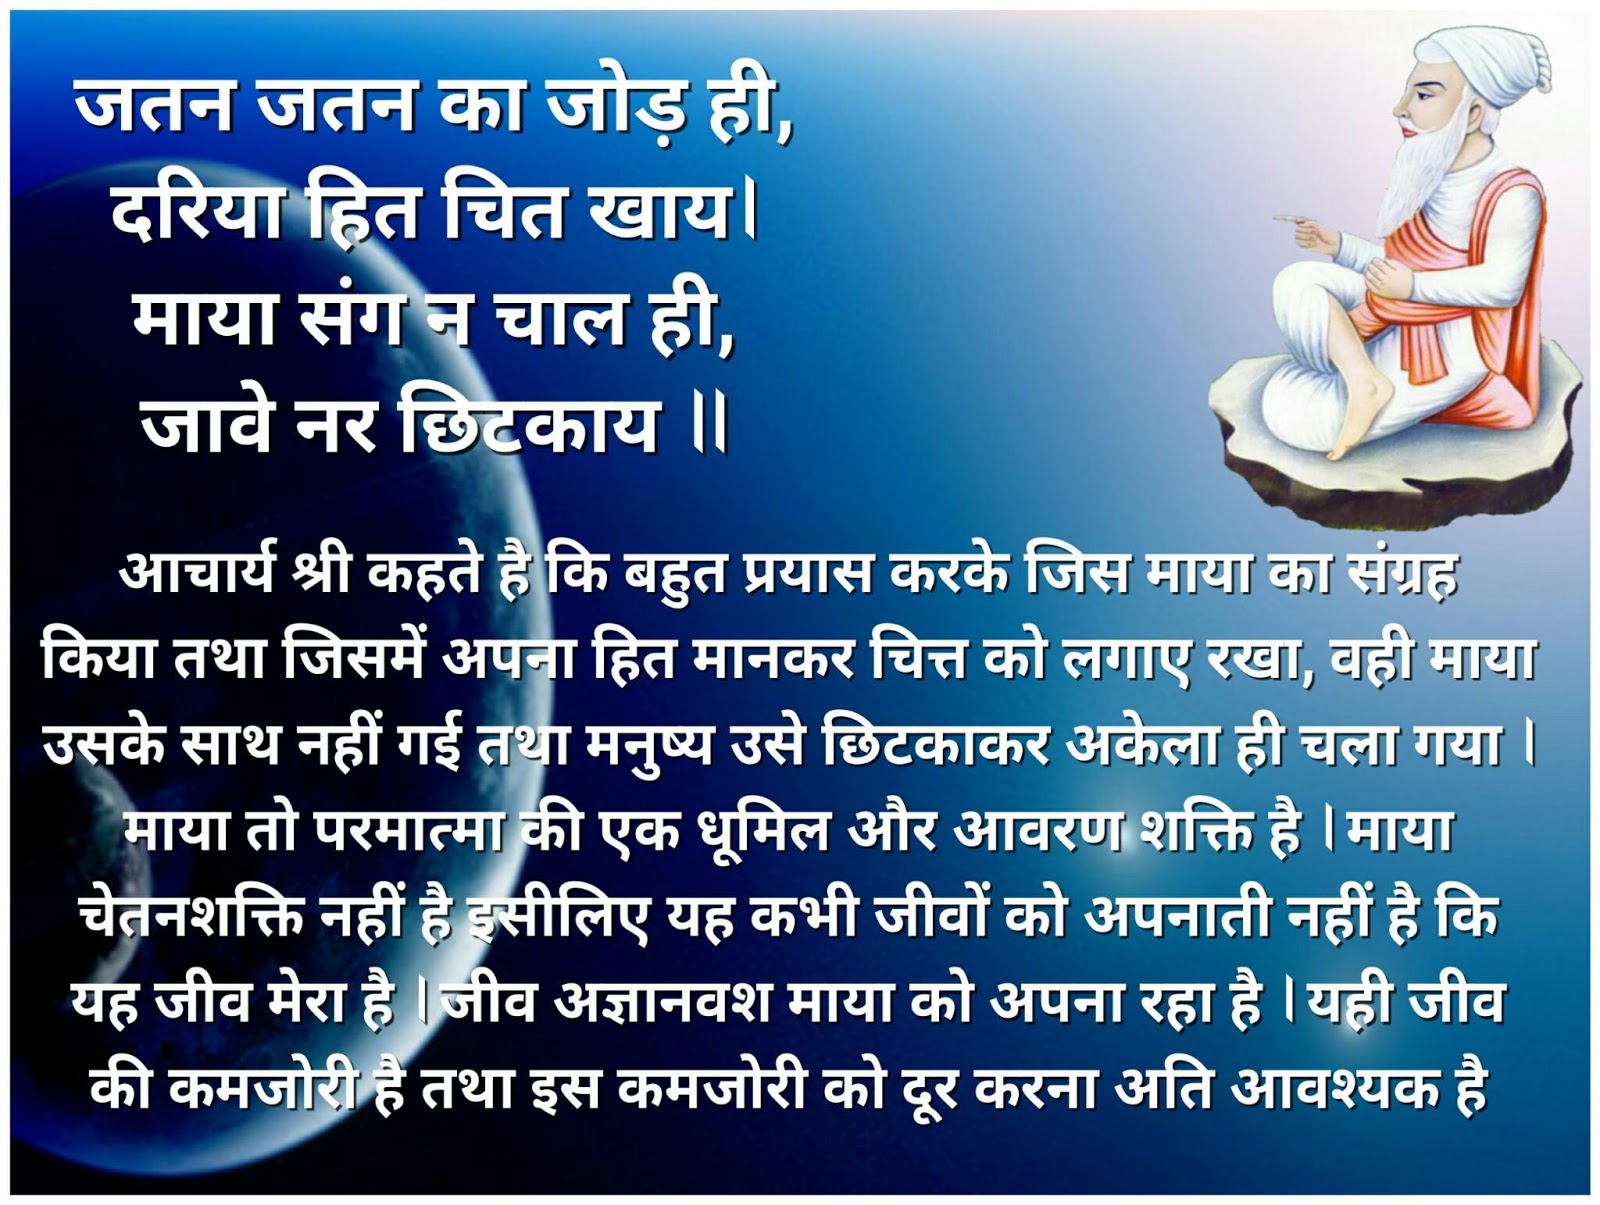 जतन जतन का जोड़ ही,
दरिया हित चित खाय।
माया संग न चाल ही,
जावे नर छिटकाय ॥
आचार्य श्री कहते है कि बहुत प्रयास करके जिस माया का संग्रह
किया तथा जिसमें अपना हित मानकर चित्त को लगाए रखा, वही माया
उसके साथ नहीं गई तथा मनुष्य उसे छिटकाकर अकेला ही चला गया ।
माया तो परमात्मा की एक धूमिल और आवरण शक्ति है । माया
चेतनशक्ति नहीं है इसीलिए यह कभी जीवों को अपनाती नहीं है कि
यह जीव मेरा है । जीव अज्ञानवश माया को अपना रहा है । यही जीव
की कमजोरी है तथा इस कमजोरी को दूर करना अति आवश्यक है